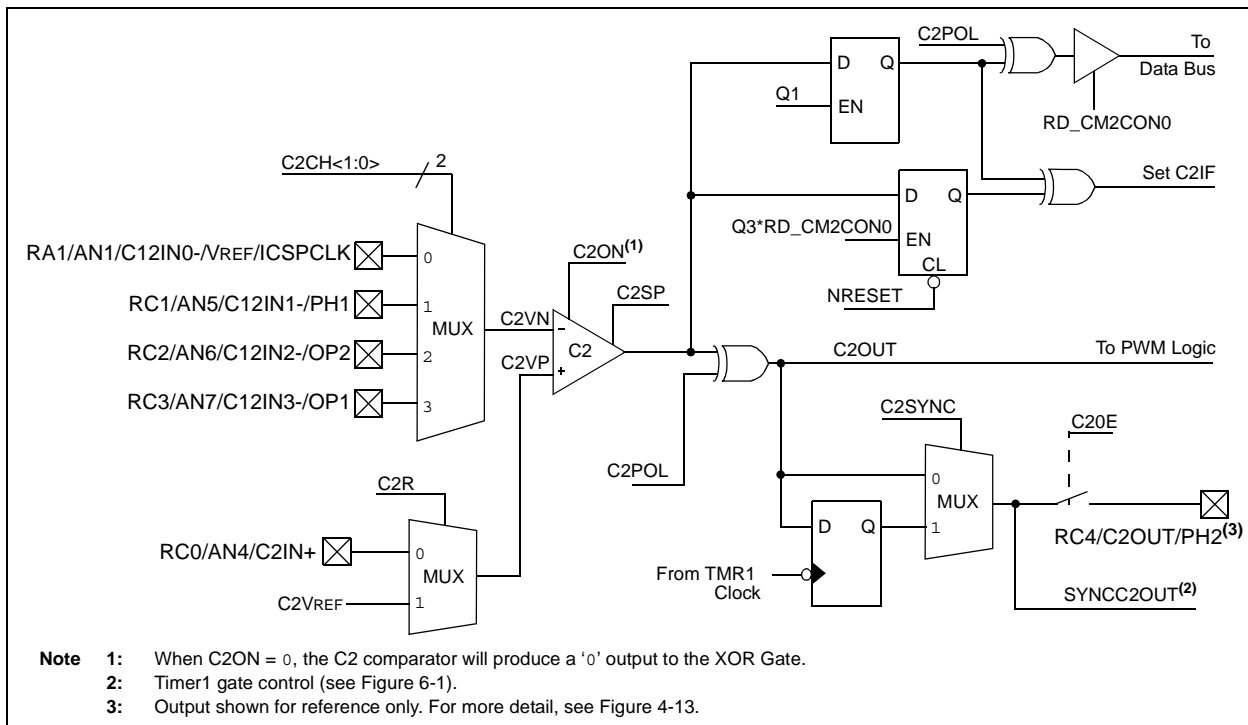 C2POL
To
Data Bus
D
Q
Q1
EN
RD_CM2CON0
C2CH<1:0>
2
Set C2IF
D
Q
Q3*RD_CM2CON0
EN
CL
NRESET
RA1/AN1/C12IN0-/VREF/ICSPCLK
0
C2ON(1)
RC1/AN5/C12IN1-/PH1
1
C2SP
MUX
C2VN
RC2/AN6/C12IN2-/OP2
2
C2
C2VP
RC3/AN7/C12IN3-/OP1
3
C2OUT
To PWM Logic
C2POL
C2SYNC
C20E
0
MUX
1
D
Q
From TMR1
Clock
RC4/C2OUT/PH2(3)
SYNCC2OUT(2)
C2R
RC0/AN4/C2IN+
0
MUX
C2VREF
1
Note 1: When C2ON = 0, the C2 comparator will produce a ‘0’ output to the XOR Gate.
2: Timer1 gate control (see Figure 6-1).
3: Output shown for reference only. For more detail, see Figure 4-13.